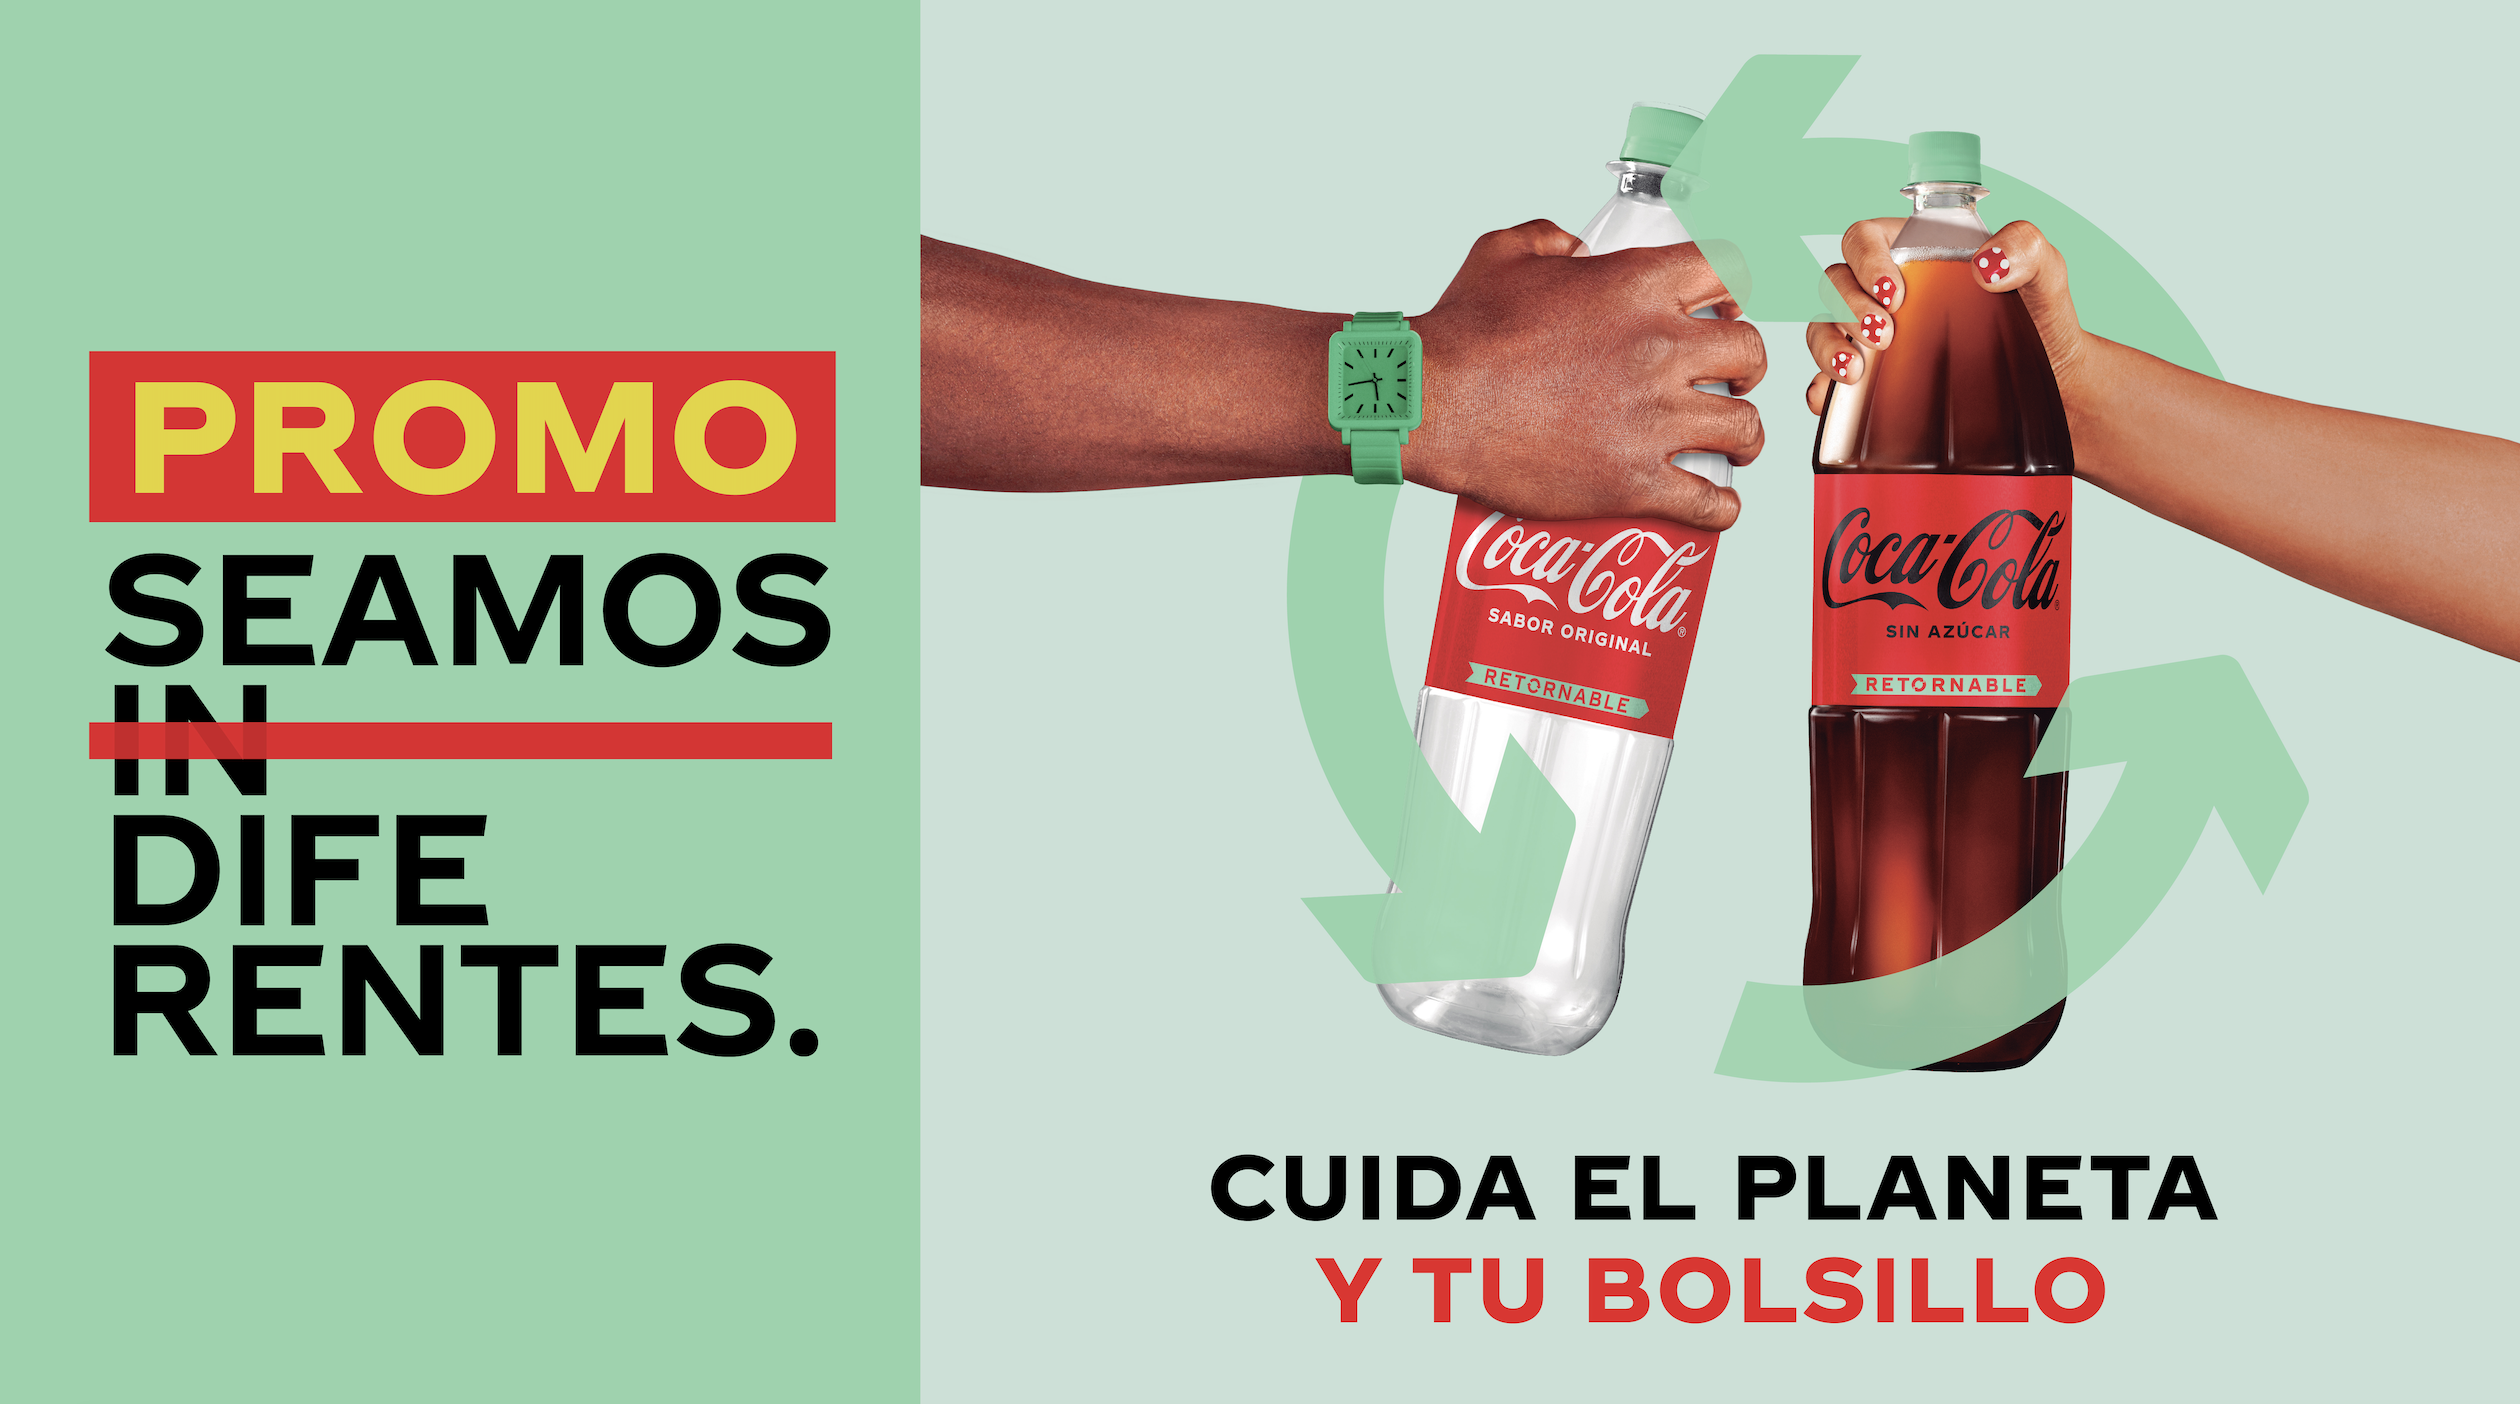 PROMO
SEAMOS
IN
DIFE
RENTES.
Coca-Cola®
SABOR ORIGINAL
RETORNABLE
Coca-Cola®
SIN AZÚCAR
RETORNABLE
CUIDA EL PLANETA
Y TU BOLSILLO